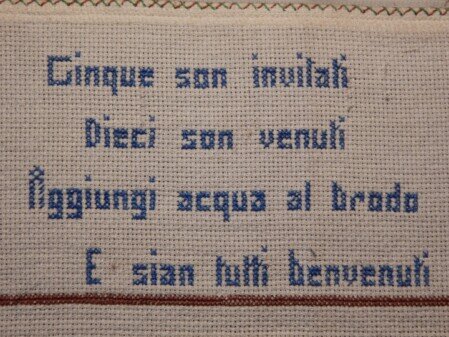 Cinque son invitati
Dieci son venuti
Aggiungi acqua al brodo
E sian tutti benvenuti